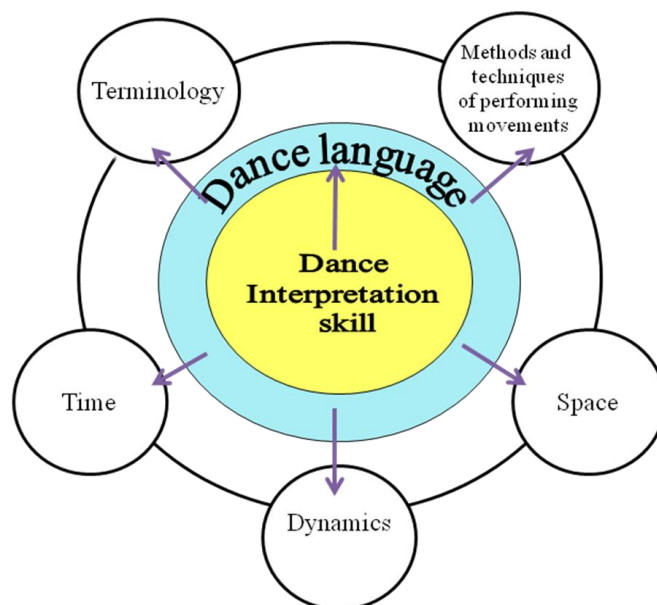 Terminology
Methods and
techniques
of performing
movements
Dance language
Dance
Interpretation
skill
Time
Space
Dynamics